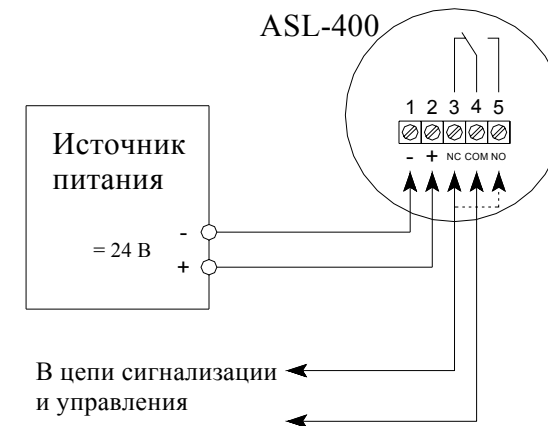 ASL-400
1 2 3 4 5
- + NC COM NO
Источник
питания
= 24 В
-
+
В цепи сигнализации
и управления